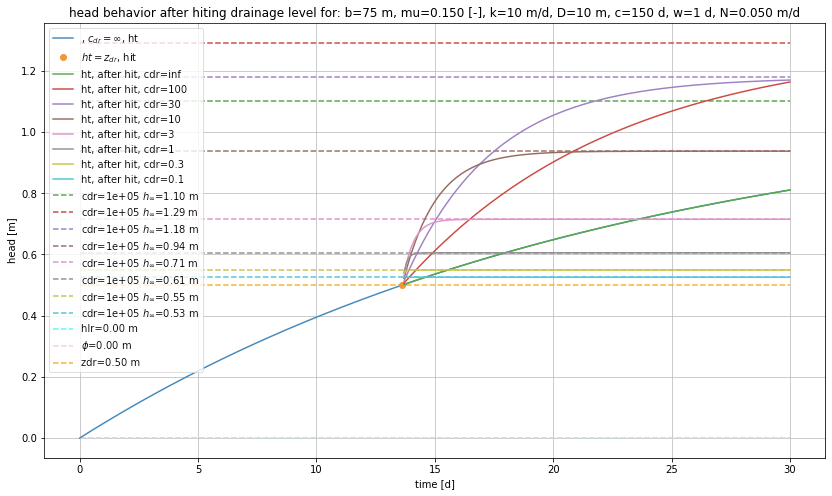 head behavior after hiting drainage level for: b=75 m, mu=0.150 [-], k=10 m/d, D=10 m, c=150 d, w=1 d, N=0.050 m/d
, c_dr = ∞, ht
ht = z_dr, hit
ht, after hit, cdr=inf
ht, after hit, cdr=100
ht, after hit, cdr=30
ht, after hit, cdr=10
ht, after hit, cdr=3
ht, after hit, cdr=1
ht, after hit, cdr=0.3
ht, after hit, cdr=0.1
cdr=1e+05 h∞=1.10 m
cdr=1e+05 h∞=1.29 m
cdr=1e+05 h∞=1.18 m
cdr=1e+05 h∞=0.94 m
cdr=1e+05 h∞=0.71 m
cdr=1e+05 h∞=0.61 m
cdr=1e+05 h∞=0.55 m
cdr=1e+05 h∞=0.53 m
hlr=0.00 m
ϕ=0.00 m
zdr=0.50 m
head [m]
1.2
1.0
0.8
0.6
0.4
0.2
0.0
0 5 10 15 20 25 30
time [d]